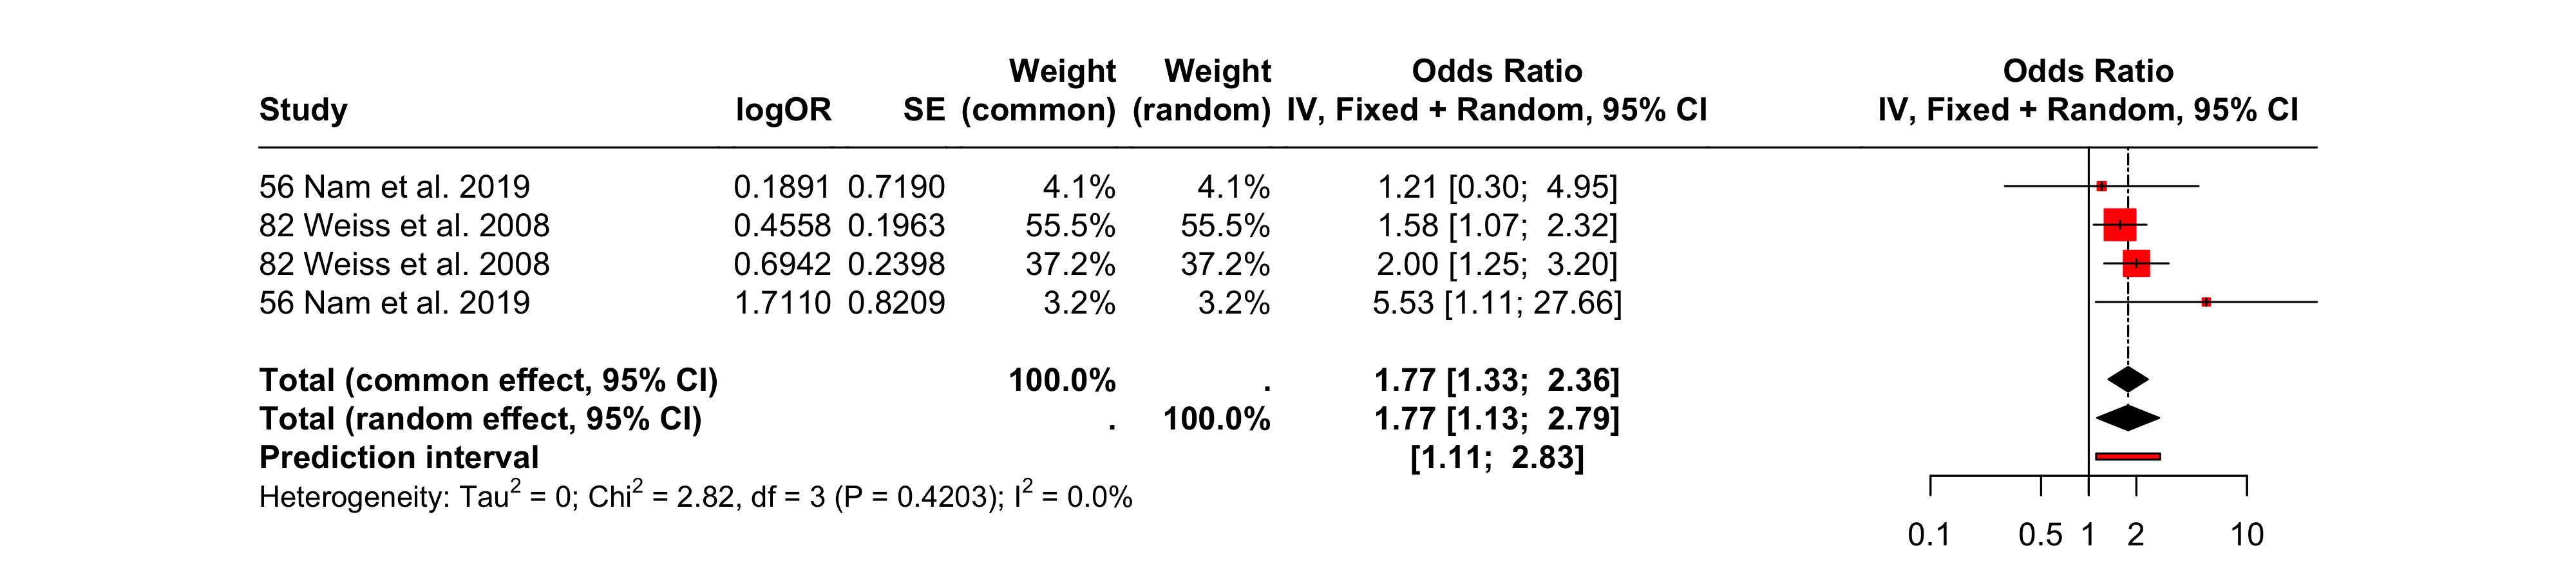 Weight Weight Odds Ratio Odds Ratio
Study logOR SE (common) (random) IV, Fixed + Random, 95% CI IV, Fixed + Random, 95% CI
56 Nam et al. 2019 0.1891 0.7190 4.1% 4.1% 1.21 [0.30; 4.95]
82 Weiss et al. 2008 0.4558 0.1963 55.5% 55.5% 1.58 [1.07; 2.32]
82 Weiss et al. 2008 0.6942 0.2398 37.2% 37.2% 2.00 [1.25; 3.20]
56 Nam et al. 2019 1.7110 0.8209 3.2% 3.2% 5.53 [1.11; 27.66]
Total (common effect, 95% CI) 100.0% . 1.77 [1.33; 2.36]
Total (random effect, 95% CI) . 100.0% 1.77 [1.13; 2.79]
Prediction interval [1.11; 2.83]
Heterogeneity: Tau² = 0; Chi² = 2.82, df = 3 (P = 0.4203); I² = 0.0%
0.1 0.5 1 2 10